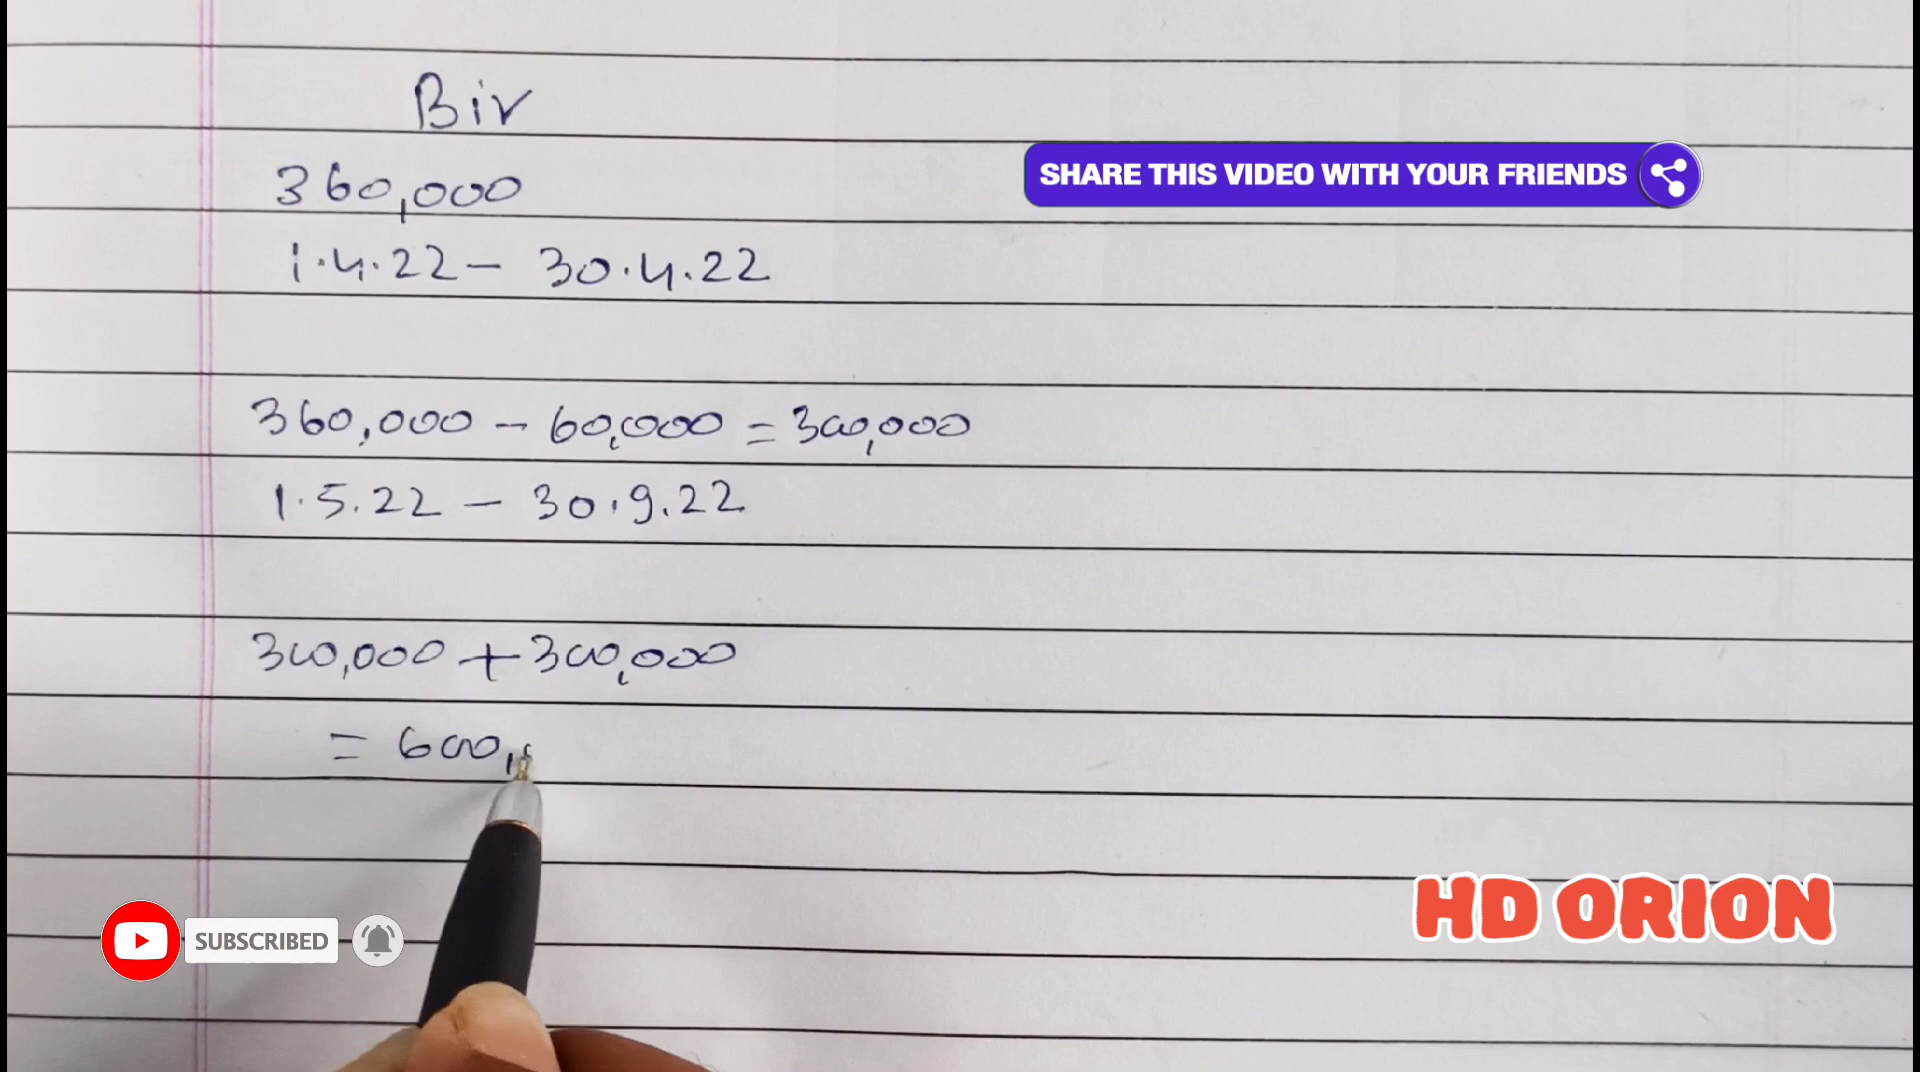 Bir
360,000
SHARE THIS VIDEO WITH YOUR FRIENDS
1.4.22 - 30.4.22
360,000 - 60,000 = 300,000
1.5.22 - 30.9.22
300,000 + 300,000
= 600,
HD ORION
SUBSCRIBED